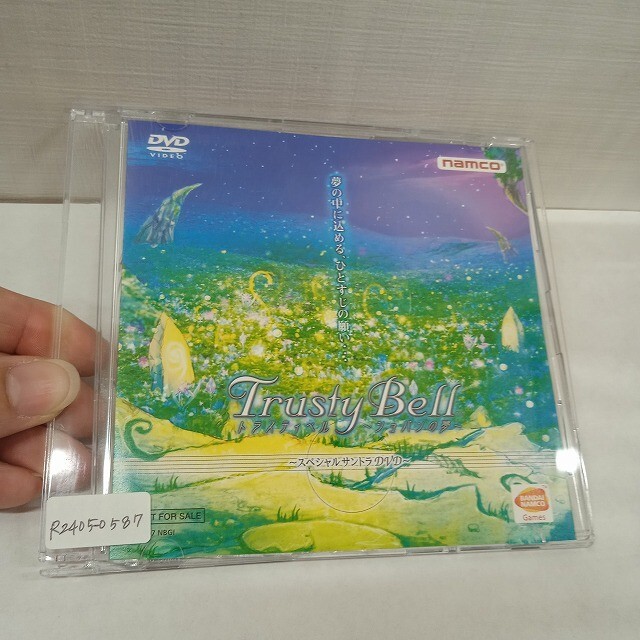 DVD
VIDEO
namco
夢の中に込める、ひとすじの願い…
Trusty Bell
トラスティベル ～ショパンの夢～
～スペシャルサントラDVD～
T FOR SALE
7 NBGI
R24050587
BANDAI
NAMCO
Games